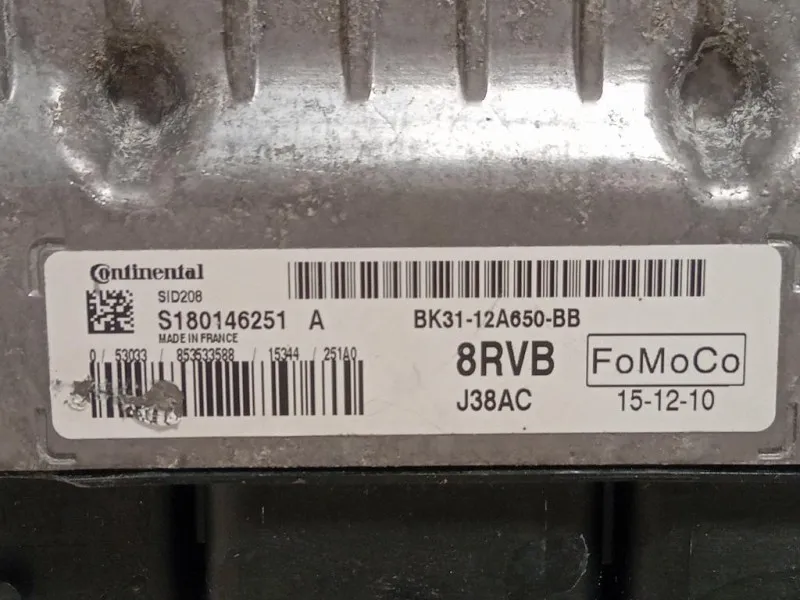 Continental
SID208
S180146251 A
MADE IN FRANCE
0 / 53033 / 853533588 / 15344 / 251A0
BK31-12A650-BB
8RVB
FoMoCo
J38AC
15-12-10